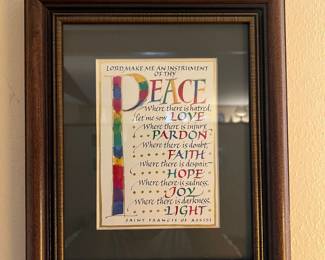 LORD, MAKE ME AN INSTRUMENT
OF THY
PEACE
Where there is hatred,
let me sow LOVE
Where there is injury,
PARDON
Where there is doubt,
FAITH
Where there is despair,
HOPE
Where there is sadness,
JOY
Where there is darkness,
LIGHT
SAINT FRANCIS OF ASSISI